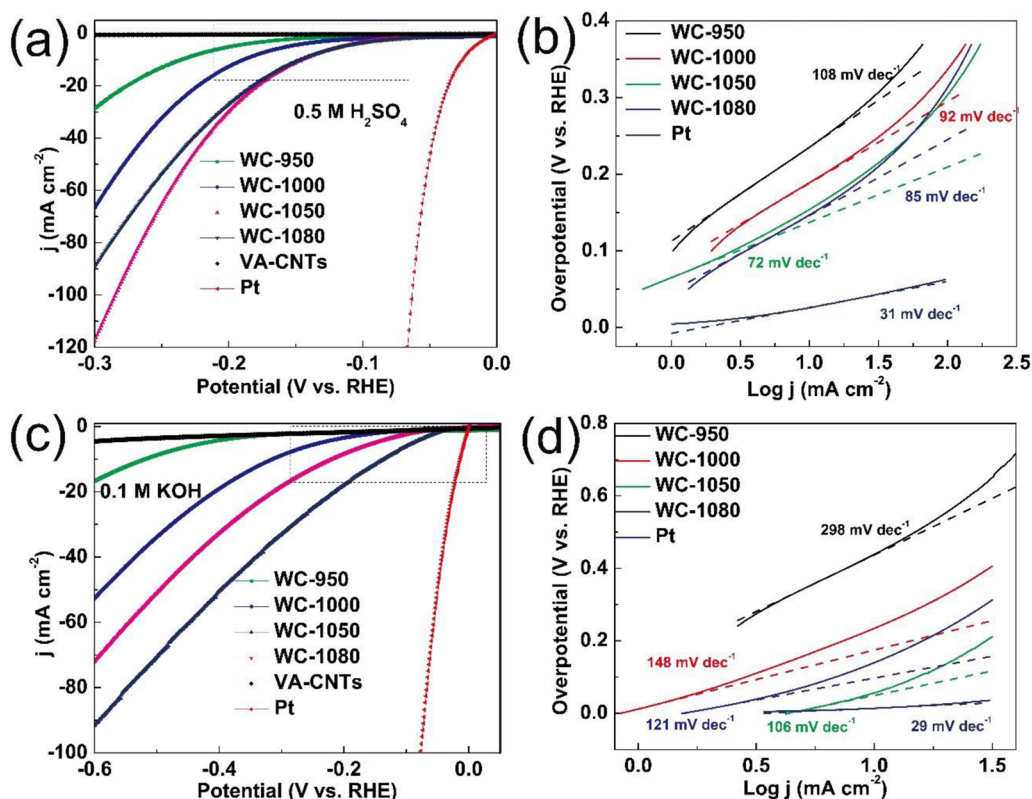 (a)
0
-20
-40
-60
-80
-100
-120
j (mA cm⁻²)
0.5 M H₂SO₄
WC-950
WC-1000
WC-1050
WC-1080
VA-CNTs
Pt
-0.3 -0.2 -0.1 0.0
Potential (V vs. RHE)
(b)
0.4
0.3
0.2
0.1
0.0
Overpotential (V vs. RHE)
WC-950
WC-1000
WC-1050
WC-1080
Pt
108 mV dec⁻¹
92 mV dec⁻¹
85 mV dec⁻¹
72 mV dec⁻¹
31 mV dec⁻¹
0.0 0.5 1.0 1.5 2.0 2.5
Log j (mA cm⁻²)
(c)
0
-20
-40
-60
-80
-100
j (mA cm⁻²)
0.1 M KOH
WC-950
WC-1000
WC-1050
WC-1080
VA-CNTs
Pt
-0.6 -0.4 -0.2 0.0
Potential (V vs. RHE)
(d)
0.8
0.6
0.4
0.2
0.0
Overpotential (V vs. RHE)
WC-950
WC-1000
WC-1050
WC-1080
Pt
298 mV dec⁻¹
148 mV dec⁻¹
121 mV dec⁻¹
106 mV dec⁻¹
29 mV dec⁻¹
0.0 0.5 1.0 1.5
Log j (mA cm⁻²)